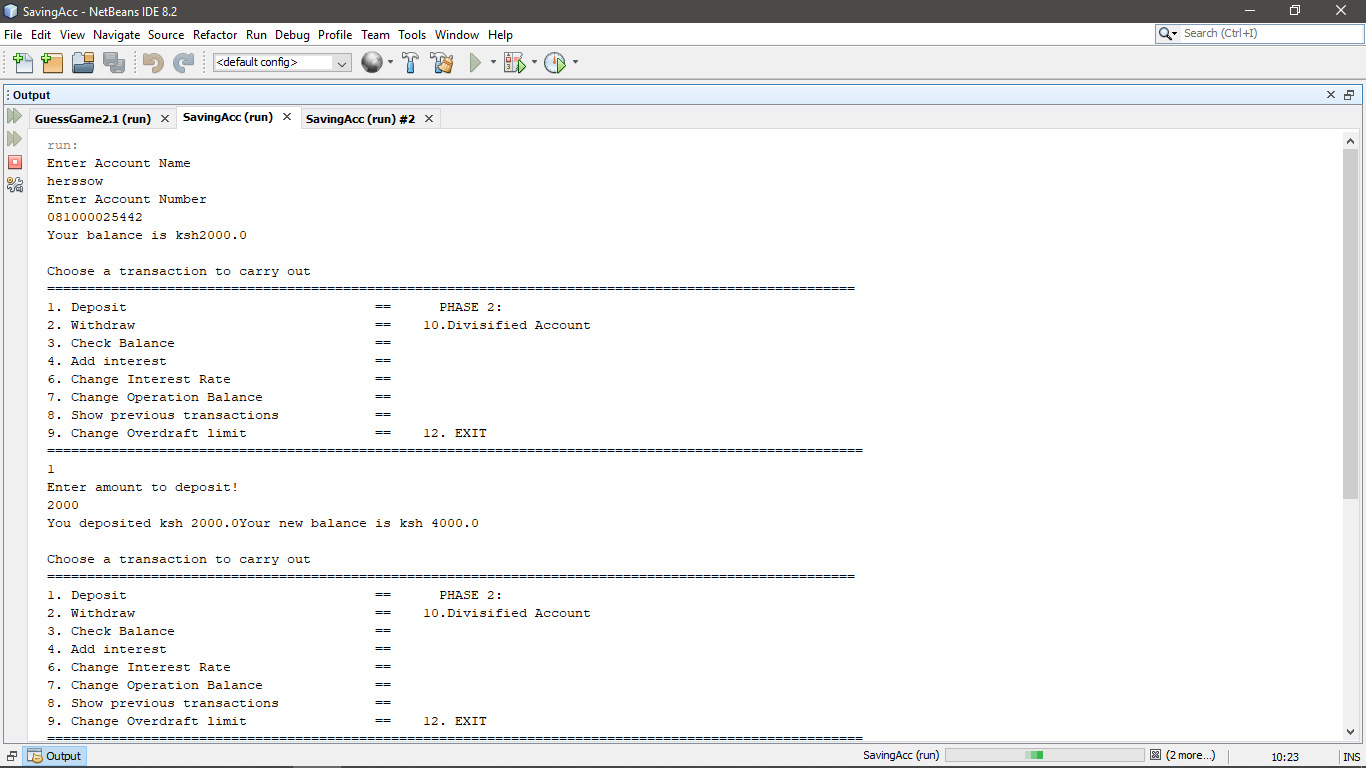 SavingAcc - NetBeans IDE 8.2
File Edit View Navigate Source Refactor Run Debug Profile Team Tools Window Help
Search (Ctrl+I)
<default config>
Output
GuessGame2.1 (run) SavingAcc (run) SavingAcc (run) #2
run:
Enter Account Name
herssow
Enter Account Number
081000025442
Your balance is ksh2000.0
Choose a transaction to carry out
=====================================================================================================
1. Deposit == PHASE 2:
2. Withdraw == 10.Divisified Account
3. Check Balance ==
4. Add interest ==
6. Change Interest Rate ==
7. Change Operation Balance ==
8. Show previous transactions ==
9. Change Overdraft limit == 12. EXIT
======================================================================================================
1
Enter amount to deposit!
2000
You deposited ksh 2000.0Your new balance is ksh 4000.0
Choose a transaction to carry out
=====================================================================================================
1. Deposit == PHASE 2:
2. Withdraw == 10.Divisified Account
3. Check Balance ==
4. Add interest ==
6. Change Interest Rate ==
7. Change Operation Balance ==
8. Show previous transactions ==
9. Change Overdraft limit == 12. EXIT
======================================================================================================
Output SavingAcc (run) (2 more...) 10:23 INS